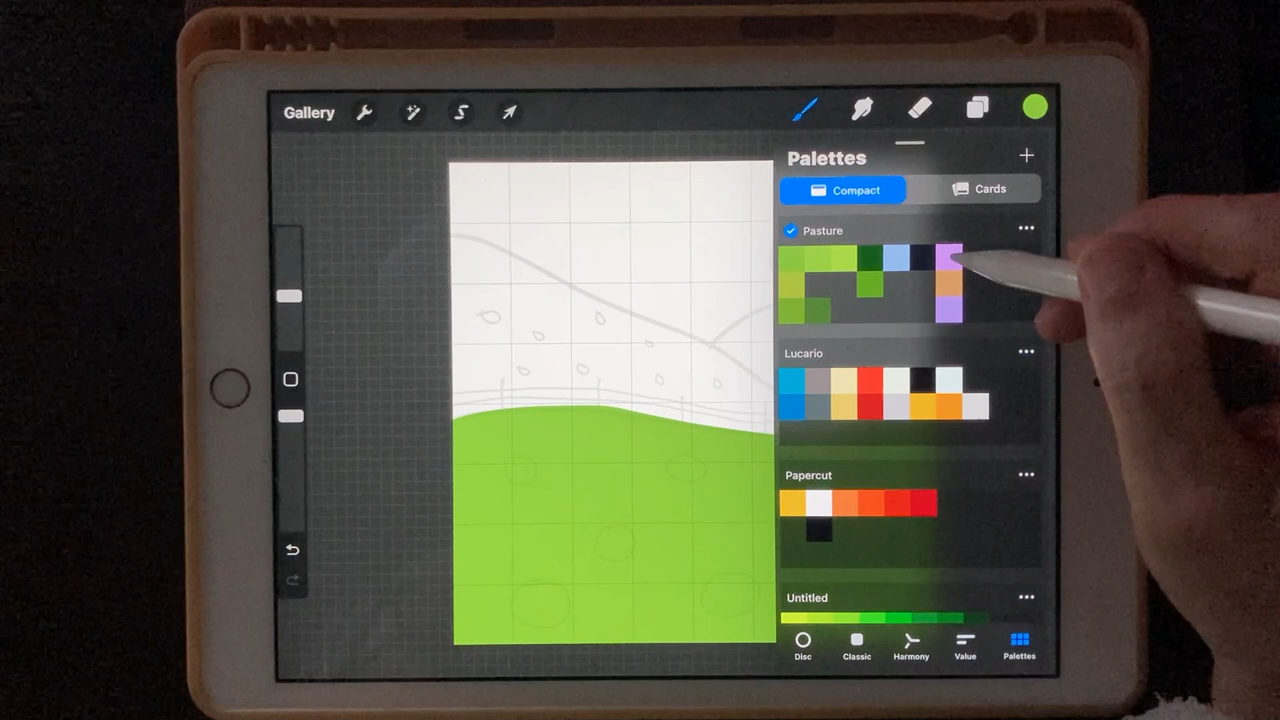 Gallery
Palettes
Compact
Cards
Pasture
Lucario
Papercut
Untitled
Disc
Classic
Harmony
Value
Palettes